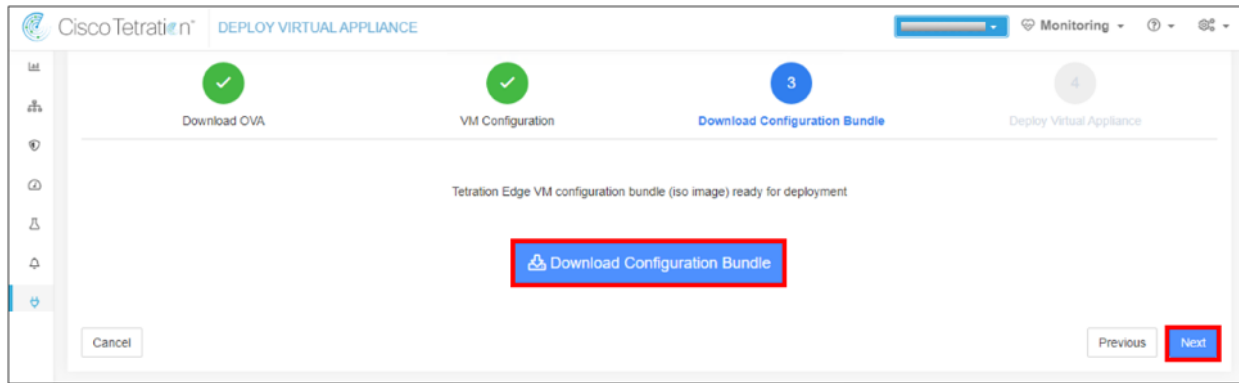 Cisco Tetration™ DEPLOY VIRTUAL APPLIANCE Monitoring
3 4
Download OVA VM Configuration Download Configuration Bundle Deploy Virtual Appliance
Tetration Edge VM configuration bundle (iso image) ready for deployment
Download Configuration Bundle
Cancel Previous Next